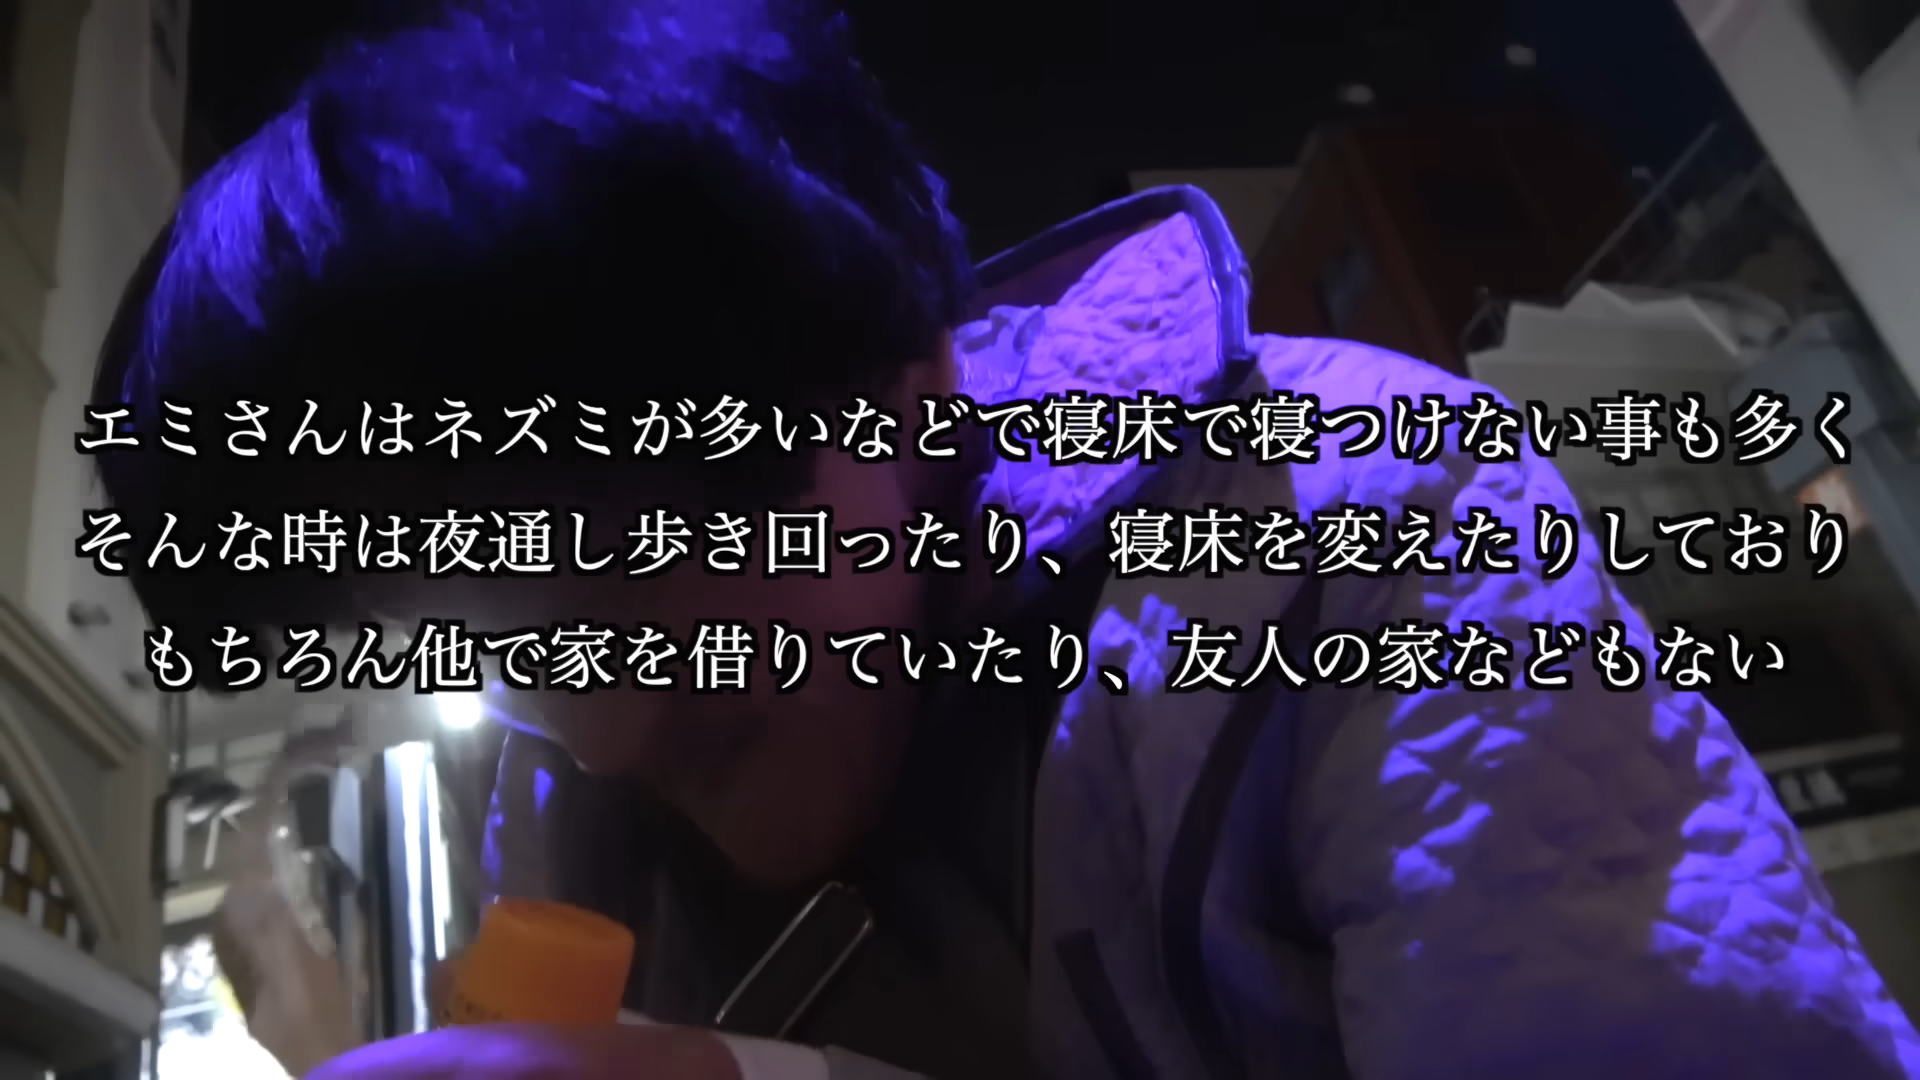 エミさんはネズミが多いなどで寝床で寝つけない事も多く
そんな時は夜通し歩き回ったり、寝床を変えたりしており
もちろん他で家を借りていたり、友人の家などもない